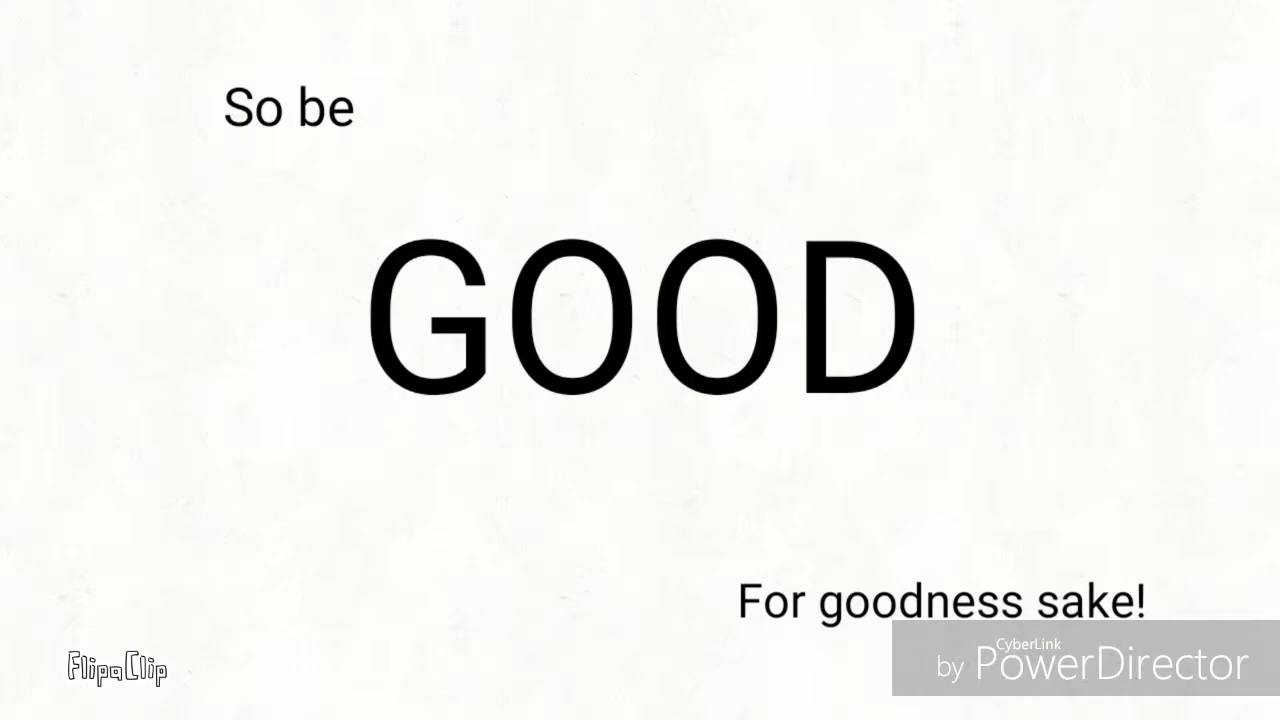 So be
GOOD
For goodness sake!
FlipaClip
CyberLink
by PowerDirector